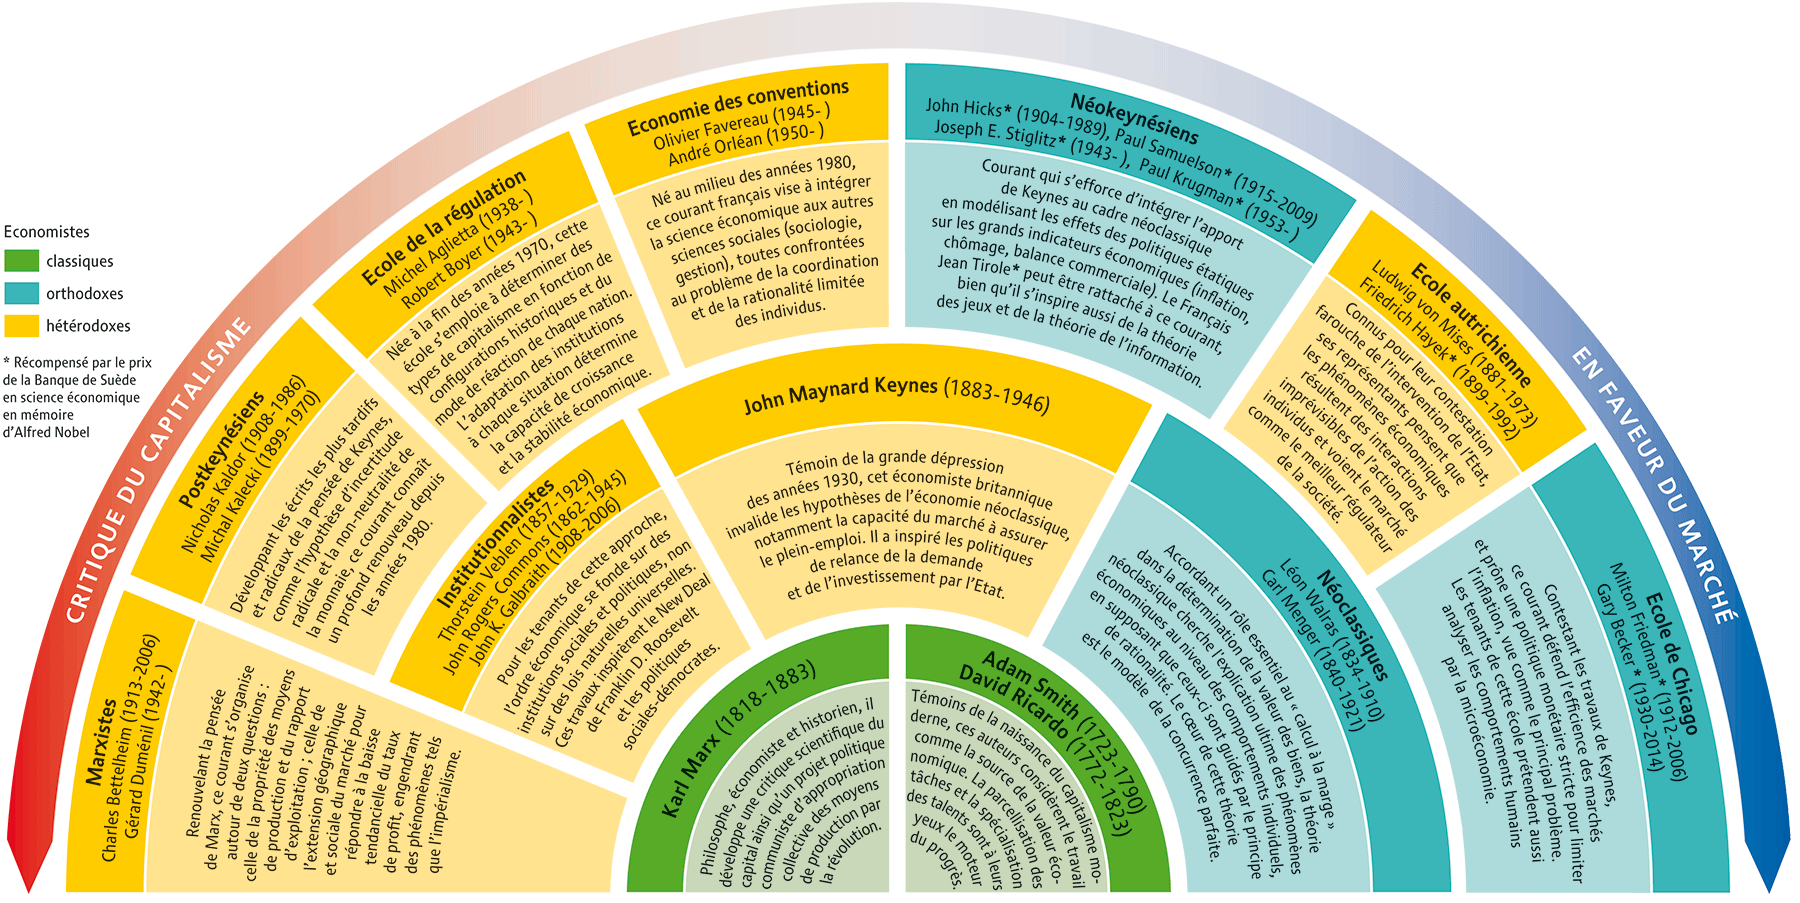 CRITIQUE DU CAPITALISME
EN FAVEUR DU MARCHÉ
Economistes
classiques
orthodoxes
hétérodoxes
* Récompensé par le prix
de la Banque de Suède
en science économique
en mémoire
d’Alfred Nobel
Marxistes
Charles Bettelheim (1913-2006)
Gérard Duménil (1942- )
Renouvelant la pensée
de Marx, ce courant s’organise
autour de deux questions :
celle de la propriété des moyens
de production et du rapport
d’exploitation ; celle de
l’extension géographique
et sociale du marché pour
répondre à la baisse
tendancielle du taux
de profit, engendrant
des phénomènes tels
que l’impérialisme.
Postkeynésiens
Nicholas Kaldor (1908-1986)
Michal Kalecki (1899-1970)
Développant les écrits les plus tardifs
et radicaux de la pensée de Keynes,
comme l’hypothèse d’incertitude
radicale et la non-neutralité de
la monnaie, ce courant connaît
un profond renouveau depuis
les années 1980.
Ecole de la régulation
Michel Aglietta (1938- )
Robert Boyer (1943- )
Née à la fin des années 1970, cette
école s’emploie à déterminer des
types de capitalisme en fonction de
configurations historiques et du
mode de réaction de chaque nation.
L’adaptation des institutions
à chaque situation détermine
la capacité de croissance
et la stabilité économique.
Economie des conventions
Olivier Favereau (1945- )
André Orléan (1950- )
Né au milieu des années 1980,
ce courant français vise à intégrer
la science économique aux autres
sciences sociales (sociologie,
gestion), toutes confrontées
au problème de la coordination
et de la rationalité limitée
des individus.
Néokeynésiens
John Hicks* (1904-1989), Paul Samuelson* (1915-2009)
Joseph E. Stiglitz* (1943- ), Paul Krugman* (1953- )
Courant qui s’efforce d’intégrer l’apport
de Keynes au cadre néoclassique
en modélisant les effets des politiques étatiques
sur les grands indicateurs économiques (inflation,
chômage, balance commerciale). Le Français
Jean Tirole* peut être rattaché à ce courant,
bien qu’il s’inspire aussi de la théorie
des jeux et de la théorie de l’information.
Ecole autrichienne
Ludwig von Mises (1881-1973)
Friedrich Hayek* (1899-1992)
Connus pour leur contestation
farouche de l’intervention de l’Etat,
ses représentants pensent que
les phénomènes économiques
résultent des interactions
imprévisibles de l’action des
individus et voient le marché
comme le meilleur régulateur
de la société.
Ecole de Chicago
Milton Friedman* (1912-2006)
Gary Becker* (1930-2014)
Contestant les travaux de Keynes,
ce courant défend l’efficience des marchés
et prône une politique monétaire stricte pour limiter
l’inflation, vue comme le principal problème.
Les tenants de cette école prétendent aussi
analyser les comportements humains
par la microéconomie.
Institutionnalistes
Thorstein Veblen (1857-1929)
John Rogers Commons (1862-1945)
John K. Galbraith (1908-2006)
Pour les tenants de cette approche,
l’ordre économique se fonde sur des
institutions sociales et politiques, non
sur des lois naturelles universelles.
Ces travaux inspirèrent le New Deal
de Franklin D. Roosevelt
et les politiques
sociales-démocrates.
John Maynard Keynes (1883-1946)
Témoin de la grande dépression
des années 1930, cet économiste britannique
invalide les hypothèses de l’économie néoclassique,
notamment la capacité du marché à assurer
le plein-emploi. Il a inspiré les politiques
de relance de la demande
et de l’investissement par l’Etat.
Néoclassiques
Léon Walras (1834-1910)
Carl Menger (1840-1921)
Accordant un rôle essentiel au « calcul à la marge »
dans la détermination de la valeur des biens, la théorie
néoclassique cherche l’explication ultime des phénomènes
économiques au niveau des comportements individuels,
en supposant que ceux-ci sont guidés par le principe
de rationalité. Le cœur de cette théorie
est le modèle de la concurrence parfaite.
Karl Marx (1818-1883)
Philosophe, économiste et historien, il
développe une critique scientifique du
capital ainsi qu’un projet politique
communiste d’appropriation
collective des moyens
de production par
la révolution.
Adam Smith (1723-1790)
David Ricardo (1772-1823)
Témoins de la naissance du capitalisme mo-
derne, ces auteurs considèrent le travail
comme la source de la valeur éco-
nomique. La parcellisation des
tâches et la spécialisation
des talents sont à leurs
yeux le moteur
du progrès.